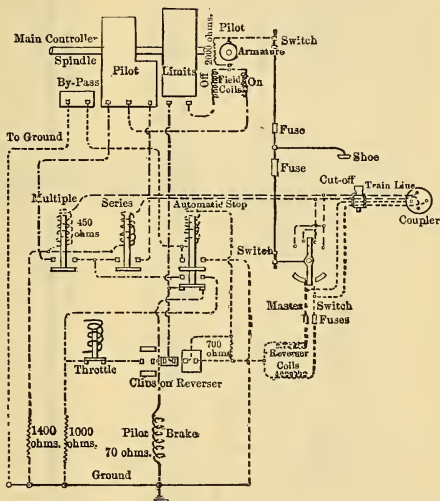 Main Controller
Spindle
Pilot
Limits
2000 ohms.
Pilot
Armature
Switch
Off
Field
Coils
On
By-Pass
To Ground
Fuse
Fuse
Shoe
Cut-off
Train Line
Coupler
Multiple
Series
Automatic Stop
450
ohms
Switch
Master
Switch
Fuses
700
ohms
Reverser
Coils
Throttle
Clips on Reverser
1400
ohms.
1000
ohms.
Pilot
Brake
70 ohms.
Ground